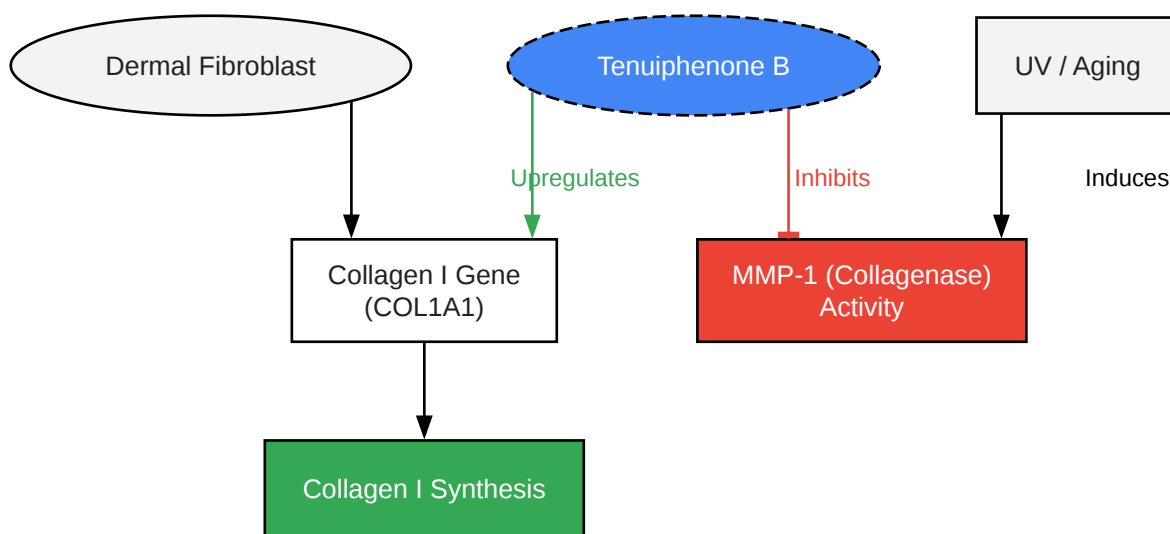 Dermal Fibroblast
Tenuiphenone B
UV / Aging
Upregulates
Inhibits
Induces
Collagen I Gene
(COL1A1)
MMP-1 (Collagenase)
Activity
Collagen I Synthesis